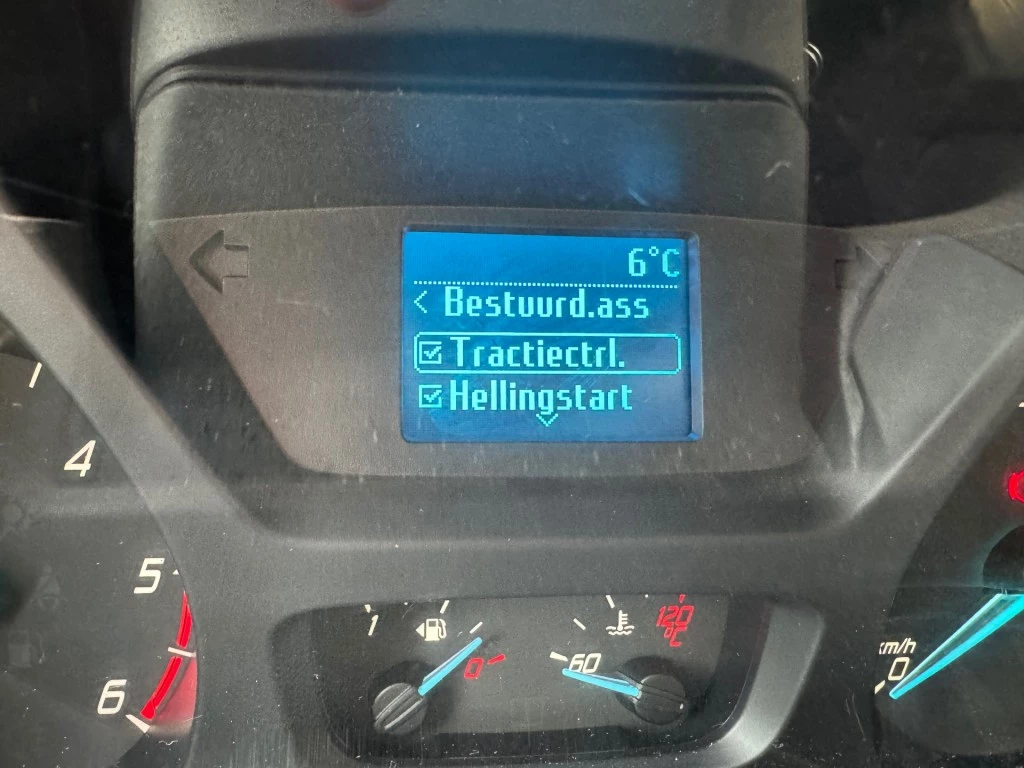 6°C
< Bestuurd.ass
Tractiectrl.
Hellingstart
4
5
6
1
0
60
120
°C
km/h
0